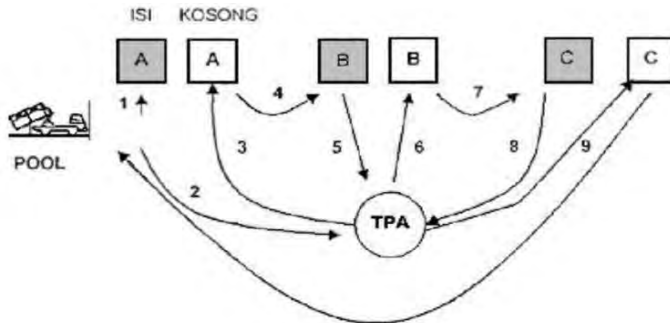 ISI KOSONG
A A B B C C
1 4 7
POOL
3 5 6 8 9
2
TPA